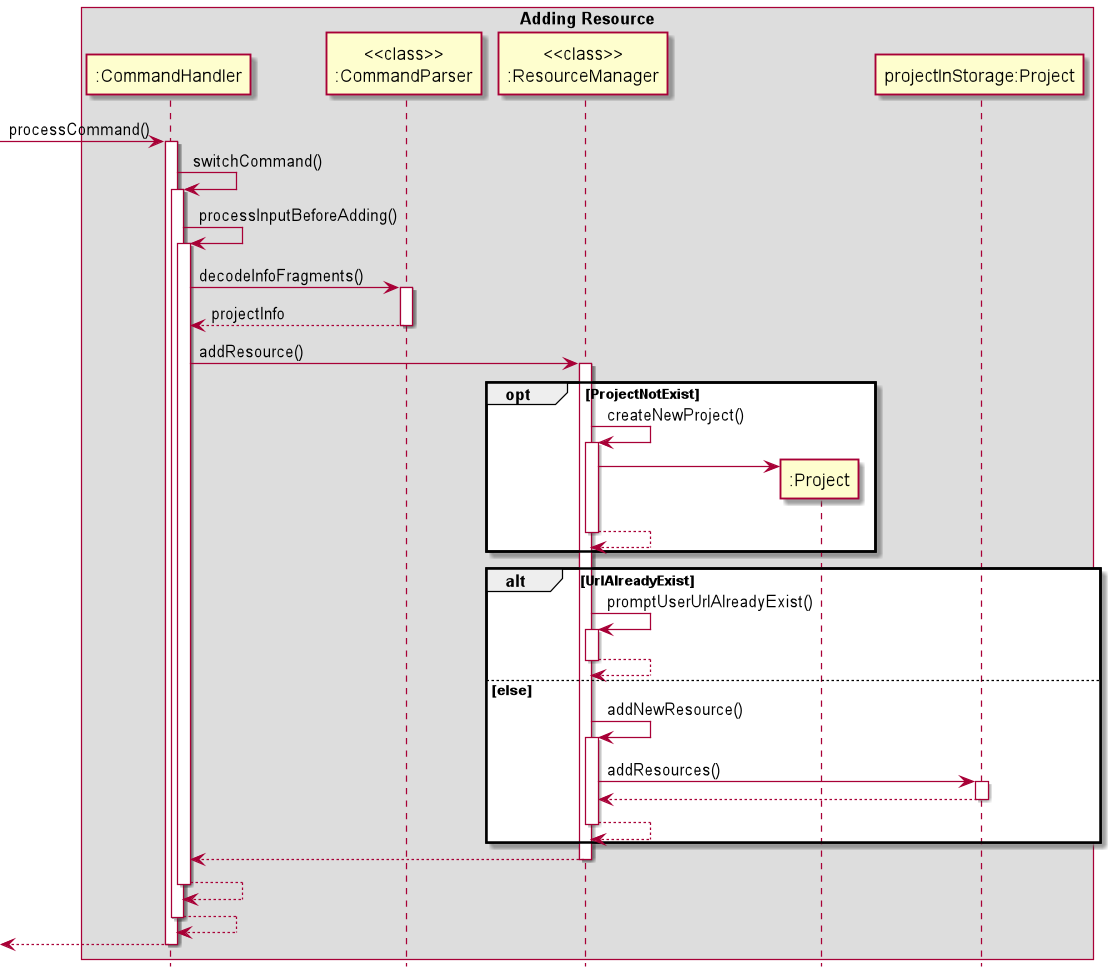 Adding Resource
<<class>>
<<class>>
:CommandHandler
:CommandParser
:ResourceManager
projectInStorage:Project
processCommand()
switchCommand()
processInputBeforeAdding()
decodeInfoFragments()
projectInfo
addResource()
opt
[ProjectNotExist]
createNewProject()
:Project
alt
[UrlAlreadyExist]
promptUserUrlAlreadyExist()
[else]
addNewResource()
addResources()